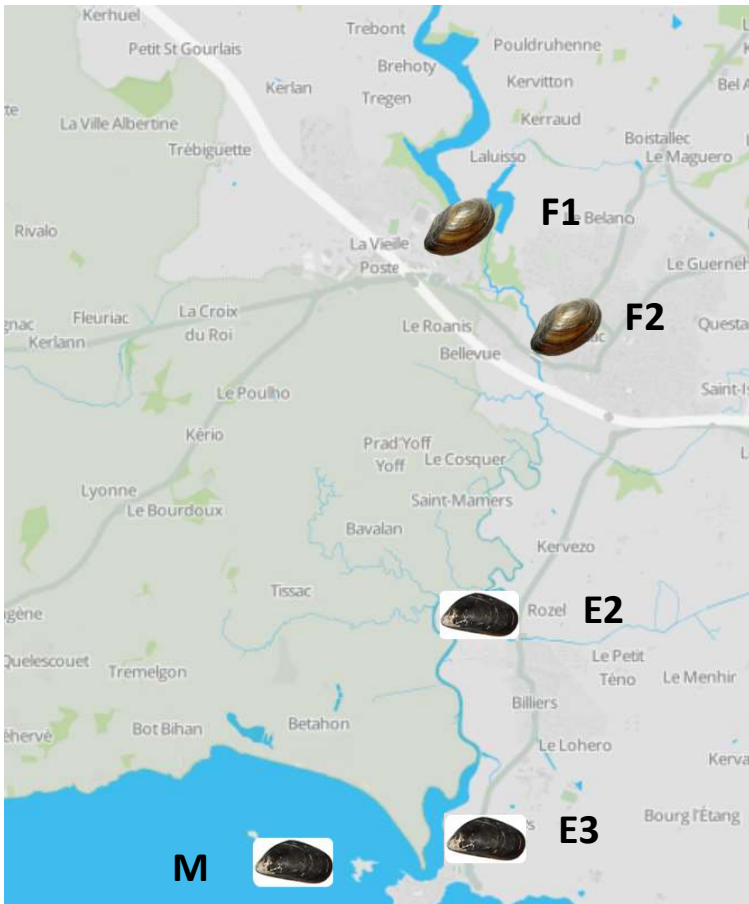 Kerhuel
Trebont
Petit St Gourlais
Pouldruhenne
Brehoty
Kerlan
Kervitton
Bel A
Tregen
La Ville Albertine
Kerraud
Boistallec
Trébiguette
Laluisso
Le Maguero
F1
Belano
Rivalo
La Vieille
Poste
Le Guerneh
F2
La Croix
du Roi
Fleuriac
gnac
Kerlann
Le Roanis
Questa
Bellevue
Saint-Is
Le Poulho
Kério
Prad'Yoff
Yoff
Le Cosquer
Lyonne
Le Bourdoux
Saint-Mamers
Bavalan
Kervezo
Tissac
gène
Rozel
E2
Quelescouet
Tremelgon
Le Petit
Téno
Le Menhir
Billiers
éhervé
Bot Bihan
Betahon
Le Lohero
Kerva
E3
Bourg l'Étang
M